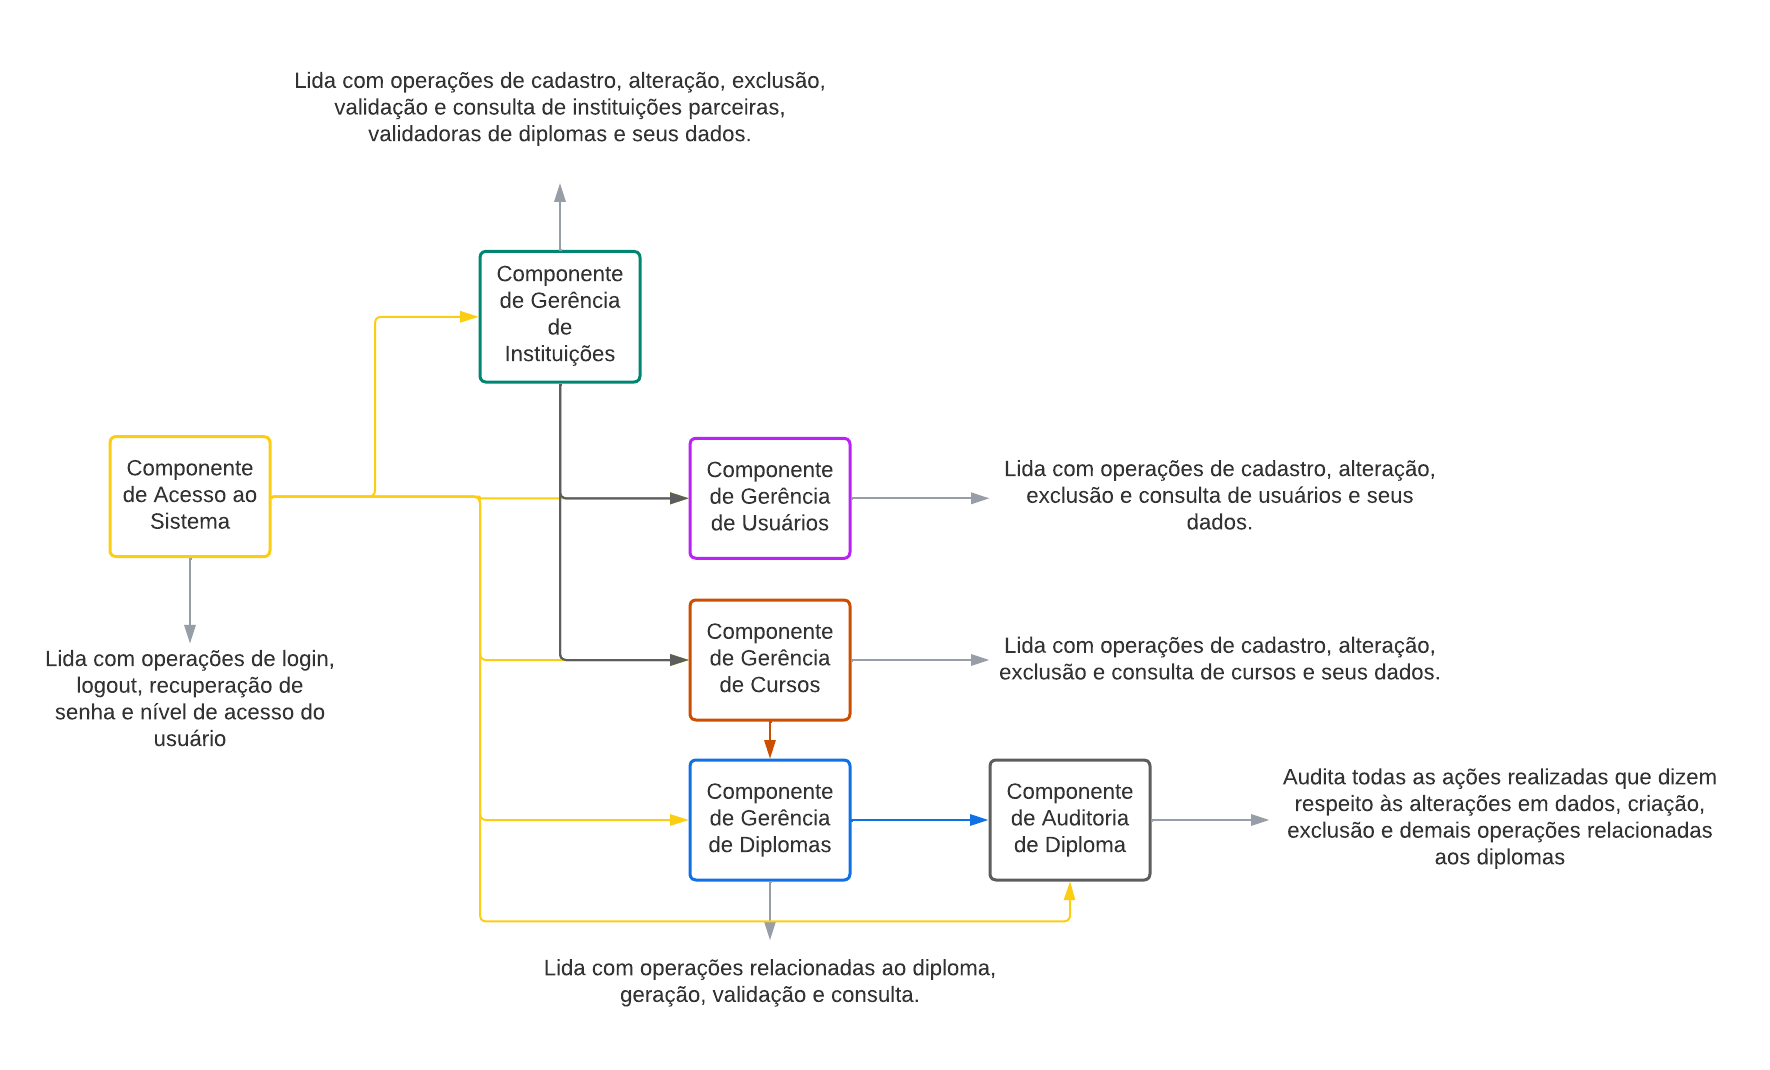 Lida com operações de cadastro, alteração, exclusão,
validação e consulta de instituições parceiras,
validadoras de diplomas e seus dados.
Componente
de Gerência
de
Instituições
Componente
de Acesso ao
Sistema
Lida com operações de login,
logout, recuperação de
senha e nível de acesso do
usuário
Componente
de Gerência
de Usuários
Lida com operações de cadastro, alteração,
exclusão e consulta de usuários e seus
dados.
Componente
de Gerência
de Cursos
Lida com operações de cadastro, alteração,
exclusão e consulta de cursos e seus dados.
Componente
de Gerência
de Diplomas
Componente
de Auditoria
de Diploma
Audita todas as ações realizadas que dizem
respeito às alterações em dados, criação,
exclusão e demais operações relacionadas
aos diplomas
Lida com operações relacionadas ao diploma,
geração, validação e consulta.